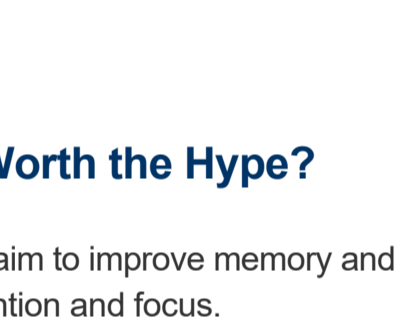 Worth the Hype?
aim to improve memory and
ntion and focus.